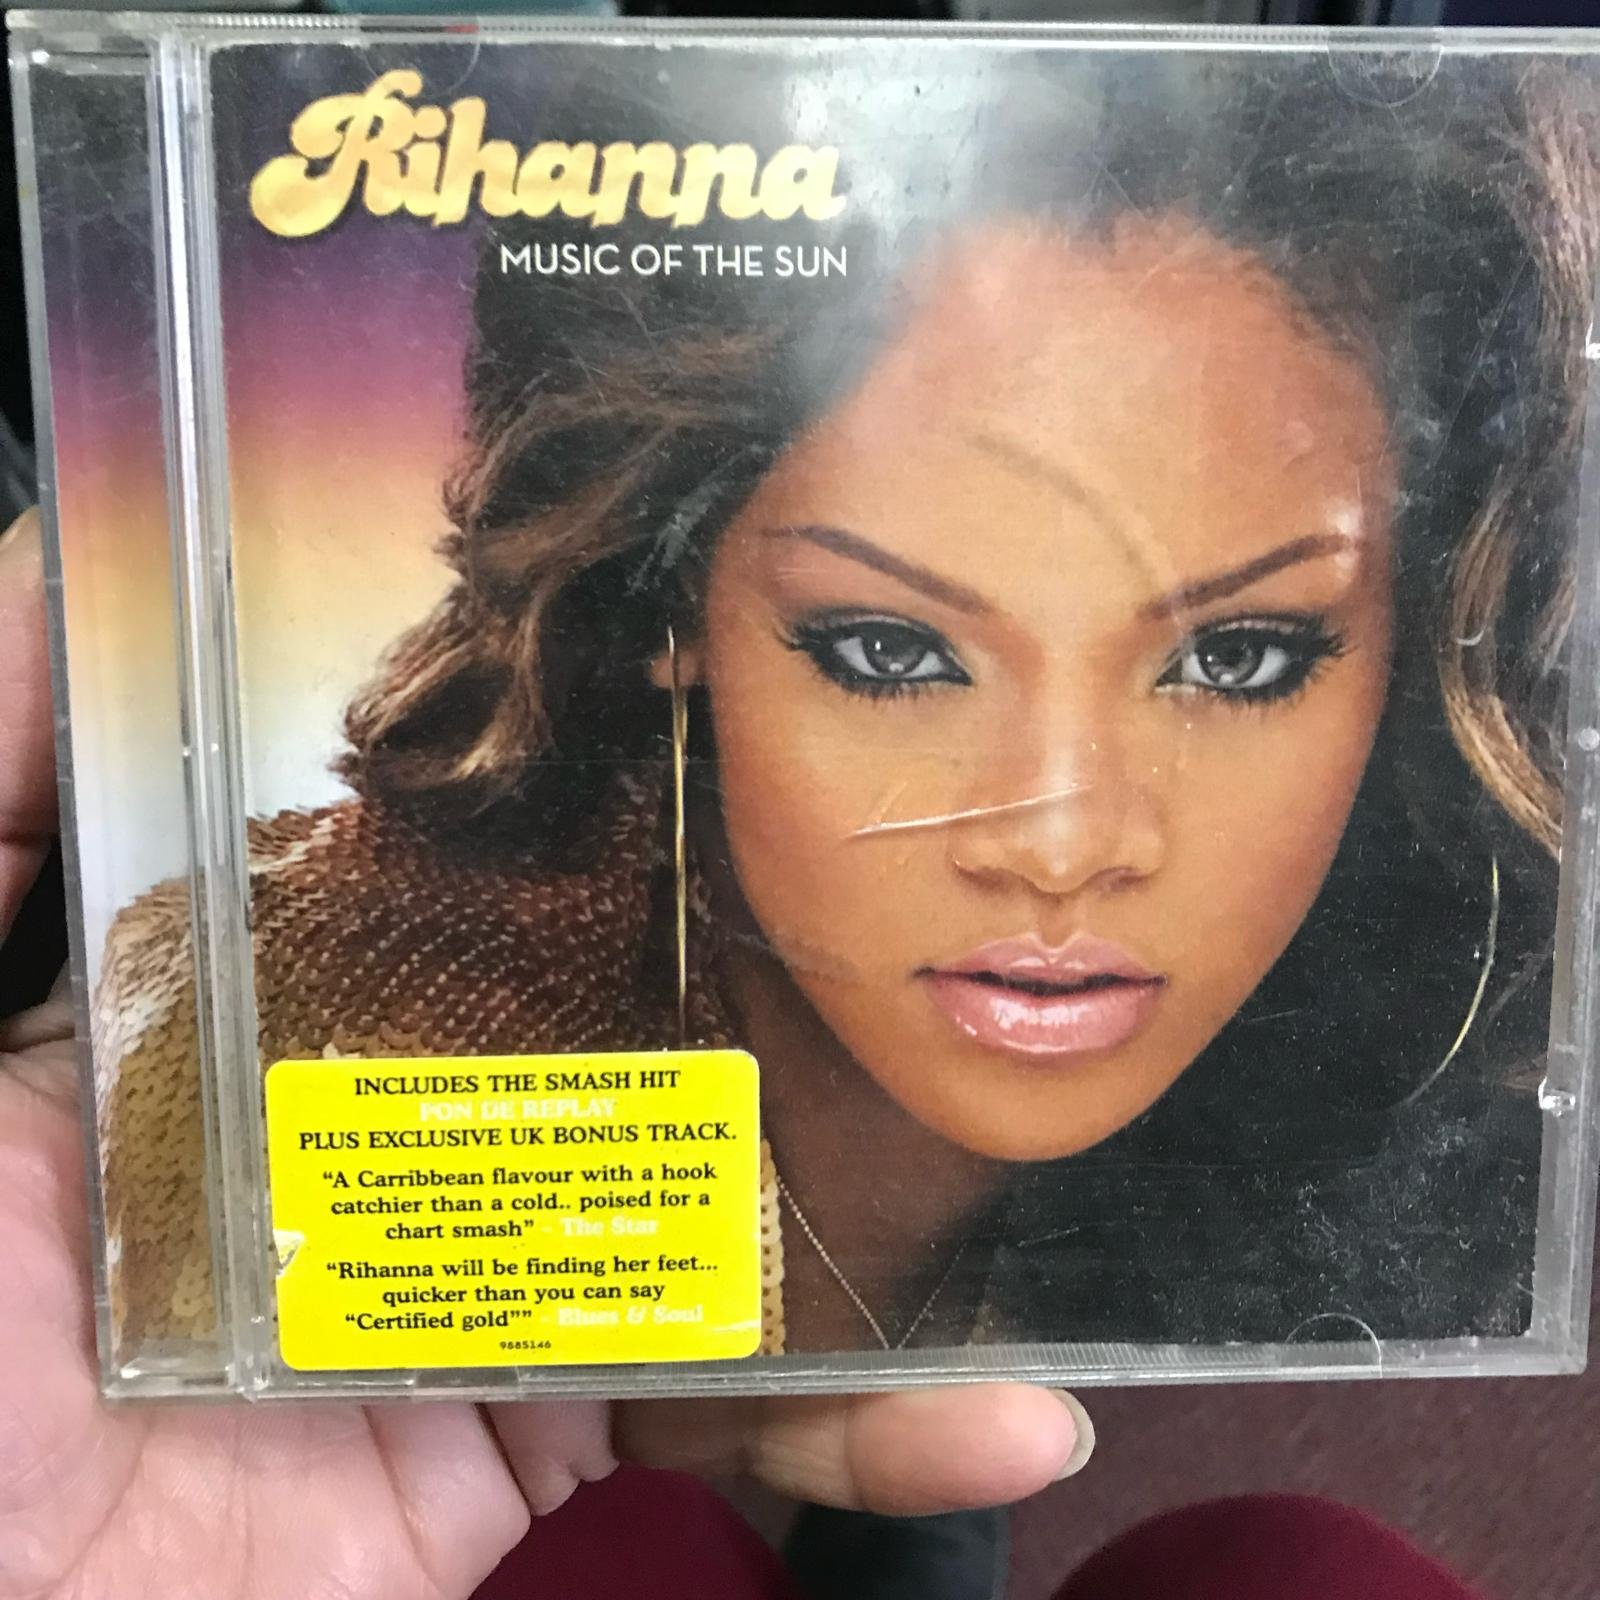 Rihanna
MUSIC OF THE SUN
INCLUDES THE SMASH HIT
PON DE REPLAY
PLUS EXCLUSIVE UK BONUS TRACK.
“A Carribbean flavour with a hook
catchier than a cold.. poised for a
chart smash” - The Star
“Rihanna will be finding her feet...
quicker than you can say
“Certified gold”” - Blues & Soul
9885146